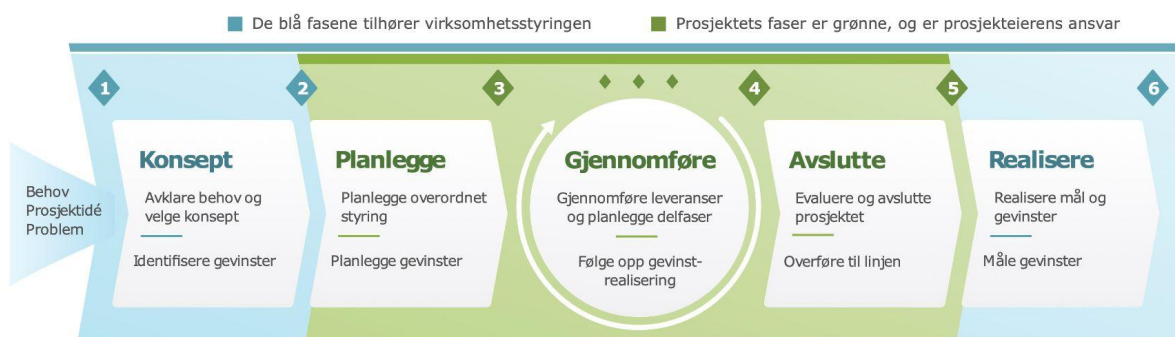 De blå fasene tilhører virksomhetsstyringen
Prosjektets faser er grønne, og er prosjekteierens ansvar
1
2
3
4
5
6
Behov
Prosjektidé
Problem
Konsept
Avklare behov og
velge konsept
Identifisere gevinster
Planlegge
Planlegge overordnet
styring
Planlegge gevinster
Gjennomføre
Gjennomføre leveranser
og planlegge delfaser
Følge opp gevinst-
realisering
Avslutte
Evaluere og avslutte
prosjektet
Overføre til linjen
Realisere
Realisere mål og
gevinster
Måle gevinster